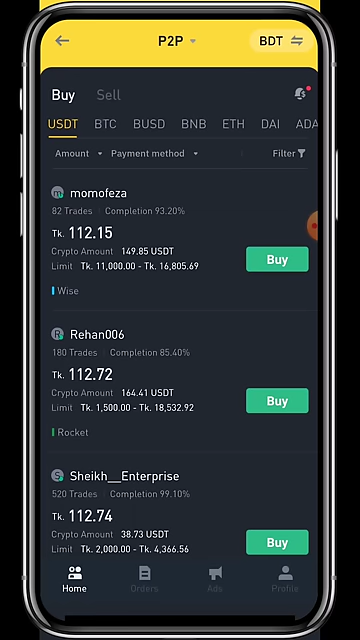 P2P
BDT
Buy Sell
USDT BTC BUSD BNB ETH DAI ADA
Amount Payment method Filter
m momofeza
82 Trades Completion 93.20%
Tk. 112.15
Crypto Amount 149.85 USDT
Limit Tk. 11,000.00 - Tk. 16,805.69
Buy
Wise
R Rehan006
180 Trades Completion 85.40%
Tk. 112.72
Crypto Amount 164.41 USDT
Limit Tk. 1,500.00 - Tk. 18,532.92
Buy
Rocket
S Sheikh__Enterprise
520 Trades Completion 99.10%
Tk. 112.74
Crypto Amount 38.73 USDT
Limit Tk. 2,000.00 - Tk. 4,366.56
Buy
Home Orders Ads Profile